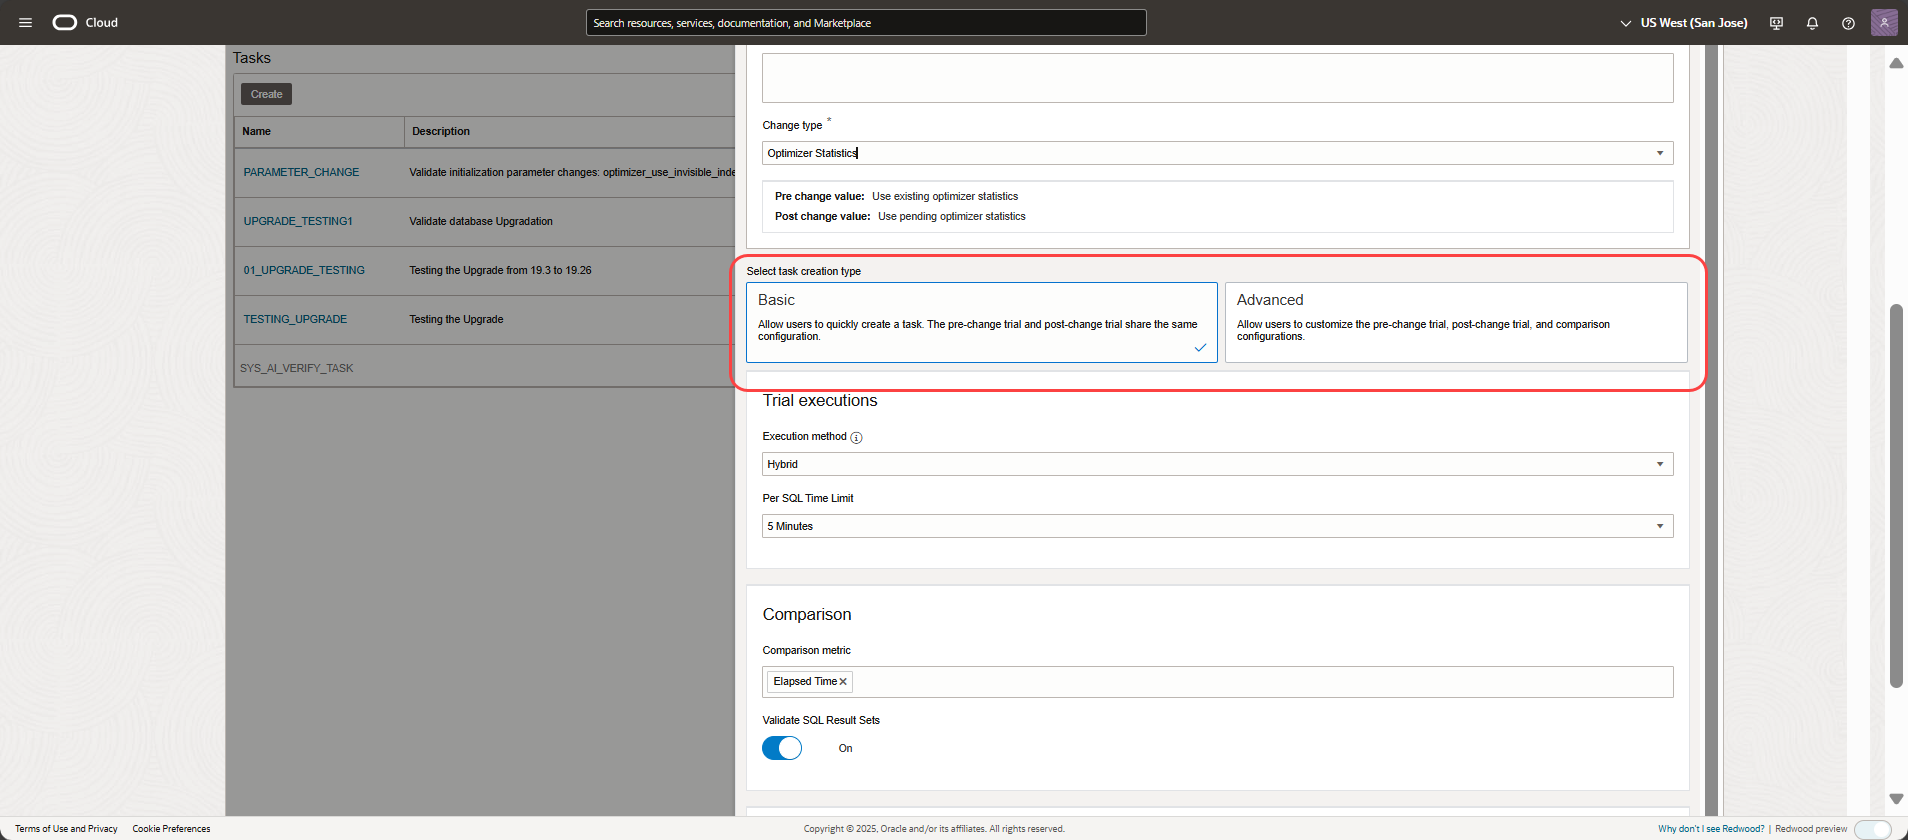 Cloud
Search resources, services, documentation, and Marketplace
US West (San Jose)
Tasks
Create
Name
Description
PARAMETER_CHANGE
Validate initialization parameter changes: optimizer_use_invisible_inde
UPGRADE_TESTING1
Validate database Upgradation
01_UPGRADE_TESTING
Testing the Upgrade from 19.3 to 19.26
TESTING_UPGRADE
Testing the Upgrade
SYS_AI_VERIFY_TASK
Change type *
Optimizer Statistics
Pre change value: Use existing optimizer statistics
Post change value: Use pending optimizer statistics
Select task creation type
Basic
Allow users to quickly create a task. The pre-change trial and post-change trial share the same
configuration.
Advanced
Allow users to customize the pre-change trial, post-change trial, and comparison
configurations.
Trial executions
Execution method
Hybrid
Per SQL Time Limit
5 Minutes
Comparison
Comparison metric
Elapsed Time
Validate SQL Result Sets
On
Terms of Use and Privacy
Cookie Preferences
Copyright © 2025, Oracle and/or its affiliates. All rights reserved.
Why don't I see Redwood? | Redwood preview